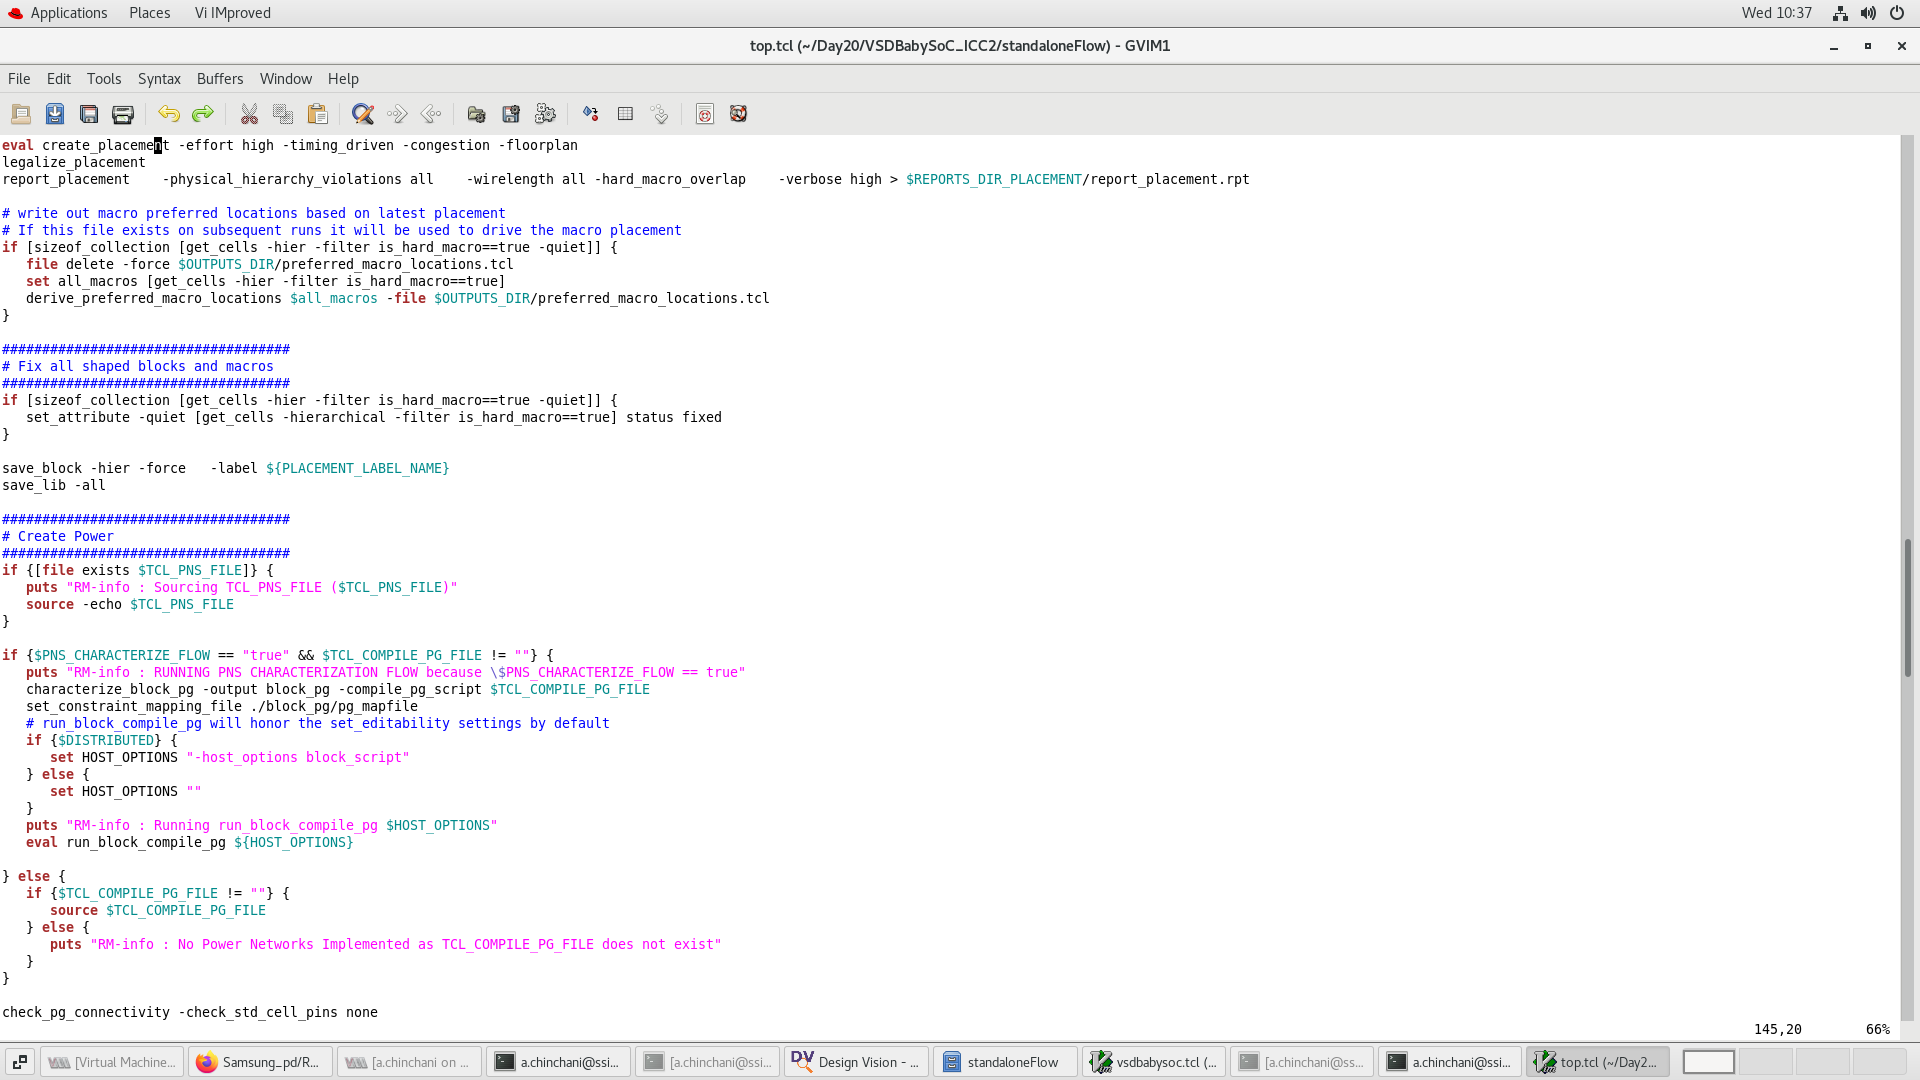 Applications Places Vi IMproved Wed 10:37
top.tcl (~/Day20/VSDBabySoC_ICC2/standaloneFlow) - GVIM1
File Edit Tools Syntax Buffers Window Help
eval create_placement -effort high -timing_driven -congestion -floorplan
legalize_placement
report_placement    -physical_hierarchy_violations all    -wirelength all -hard_macro_overlap    -verbose high > $REPORTS_DIR_PLACEMENT/report_placement.rpt
# write out macro preferred locations based on latest placement
# If this file exists on subsequent runs it will be used to drive the macro placement
if [sizeof_collection [get_cells -hier -filter is_hard_macro==true -quiet]] {
   file delete -force $OUTPUTS_DIR/preferred_macro_locations.tcl
   set all_macros [get_cells -hier -filter is_hard_macro==true]
   derive_preferred_macro_locations $all_macros -file $OUTPUTS_DIR/preferred_macro_locations.tcl
}
####################################
# Fix all shaped blocks and macros
####################################
if [sizeof_collection [get_cells -hier -filter is_hard_macro==true -quiet]] {
   set_attribute -quiet [get_cells -hierarchical -filter is_hard_macro==true] status fixed
}
save_block -hier -force   -label ${PLACEMENT_LABEL_NAME}
save_lib -all
####################################
# Create Power
####################################
if {[file exists $TCL_PNS_FILE]} {
   puts "RM-info : Sourcing TCL_PNS_FILE ($TCL_PNS_FILE)"
   source -echo $TCL_PNS_FILE
}
if {$PNS_CHARACTERIZE_FLOW == "true" && $TCL_COMPILE_PG_FILE != ""} {
   puts "RM-info : RUNNING PNS CHARACTERIZATION FLOW because \$PNS_CHARACTERIZE_FLOW == true"
   characterize_block_pg -output block_pg -compile_pg_script $TCL_COMPILE_PG_FILE
   set_constraint_mapping_file ./block_pg/pg_mapfile
   # run_block_compile_pg will honor the set_editability settings by default
   if {$DISTRIBUTED} {
      set HOST_OPTIONS "-host_options block_script"
   } else {
      set HOST_OPTIONS ""
   }
   puts "RM-info : Running run_block_compile_pg $HOST_OPTIONS"
   eval run_block_compile_pg ${HOST_OPTIONS}
} else {
   if {$TCL_COMPILE_PG_FILE != ""} {
      source $TCL_COMPILE_PG_FILE
   } else {
      puts "RM-info : No Power Networks Implemented as TCL_COMPILE_PG_FILE does not exist"
   }
}
check_pg_connectivity -check_std_cell_pins none
145,20 66%
[Virtual Machine... Samsung_pd/R... [a.chinchani on ... a.chinchani@ssi... [a.chinchani@ssi... Design Vision - ... standaloneFlow vsdbabysoc.tcl (... [a.chinchani@ss... a.chinchani@ssi... top.tcl (~/Day2...